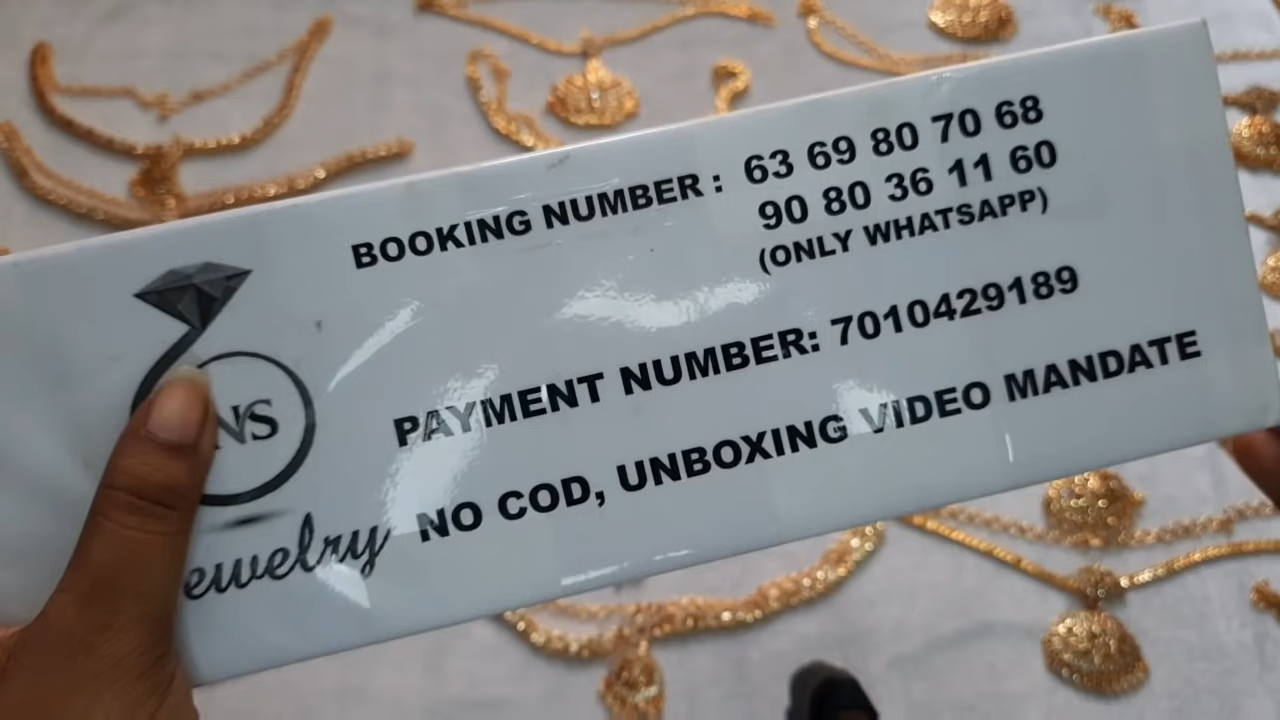 BOOKING NUMBER : 63 69 80 70 68
90 80 36 11 60
(ONLY WHATSAPP)
PAYMENT NUMBER: 7010429189
NO COD, UNBOXING VIDEO MANDATE
NS
ewelry